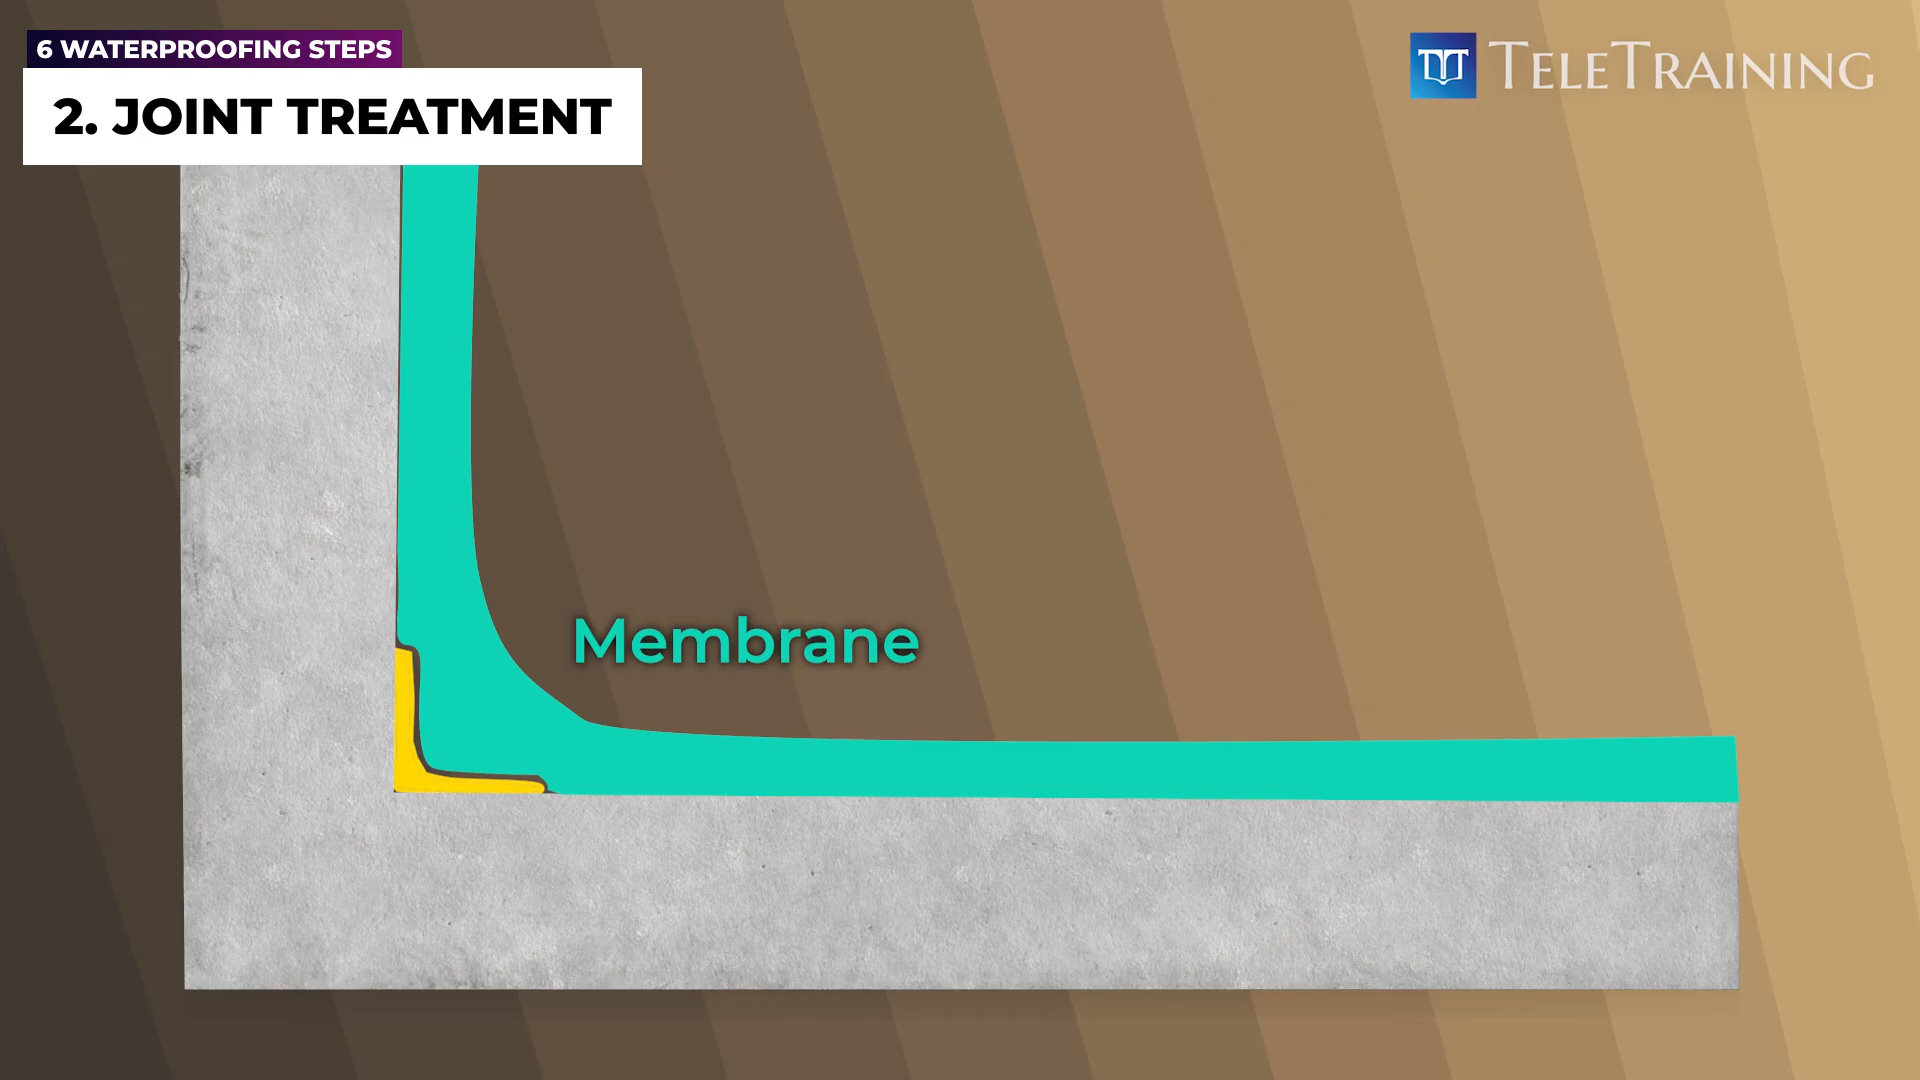 6 WATERPROOFING STEPS
2. JOINT TREATMENT
TELETRAINING
Membrane